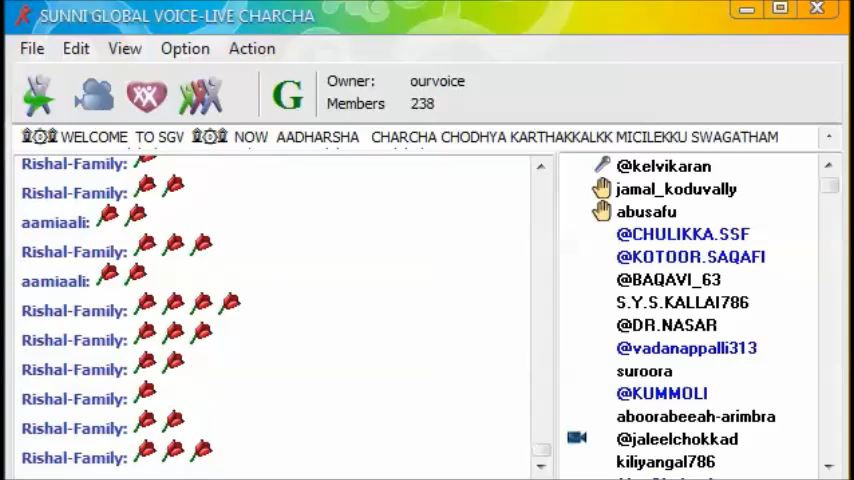 SUNNI GLOBAL VOICE-LIVE CHARCHA
File Edit View Option Action
G
Owner: ourvoice
Members 238
WELCOME TO SGV NOW AADHARSHA CHARCHA CHODHYA KARTHAKKALKK MICILEKKU SWAGATHAM
Rishal-Family:
Rishal-Family:
aamiaali:
Rishal-Family:
aamiaali:
Rishal-Family:
Rishal-Family:
Rishal-Family:
Rishal-Family:
Rishal-Family:
Rishal-Family:
@kelvikaran
jamal_koduvally
abusafu
@CHULIKKA.SSF
@KOTOOR.SAQAFI
@BAQAVI_63
S.Y.S.KALLAI786
@DR.NASAR
@vadanappalli313
suroora
@KUMMOLI
aboorabeeah-arimbra
@jaleelchokkad
kiliyangal786